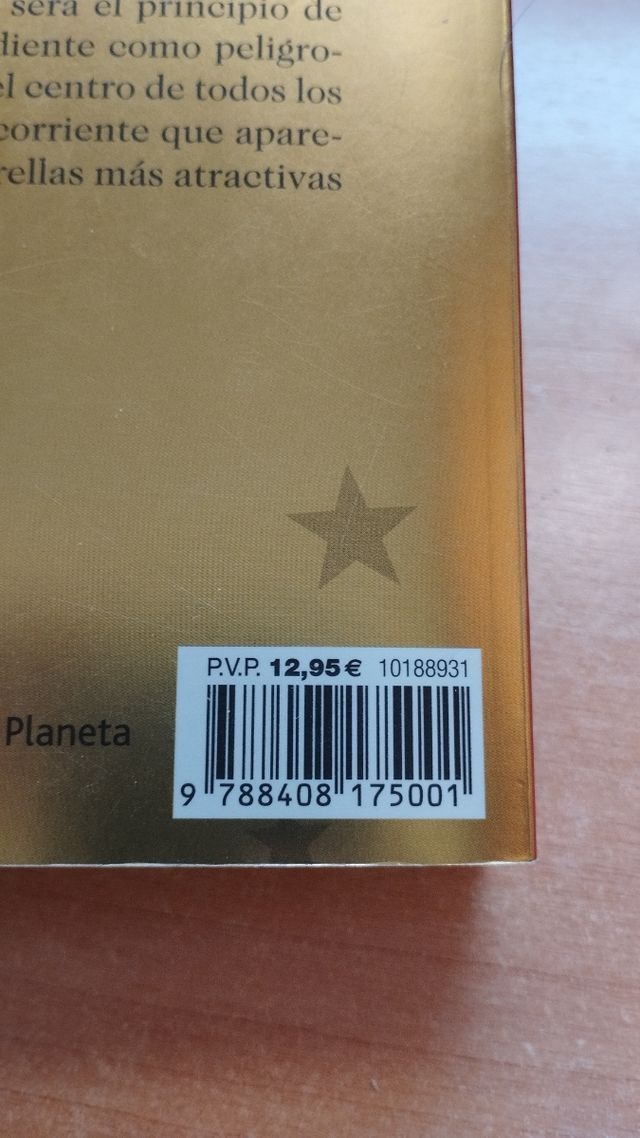 será el principio de
diente como peligro-
el centro de todos los
corriente que apare-
rellas más atractivas
P.V.P. 12,95 € 10188931
Planeta
9 788408 175001